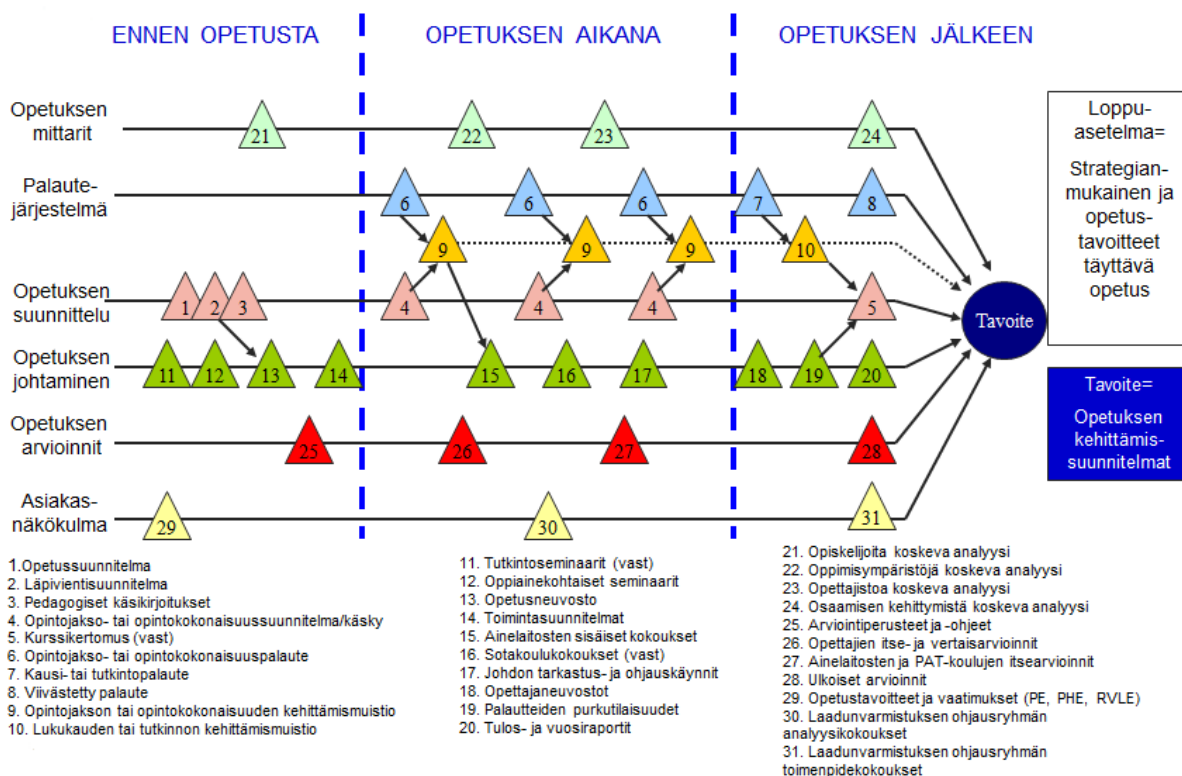 ENNEN OPETUSTA
OPETUKSEN AIKANA
OPETUKSEN JÄLKEEN
Opetuksen
mittarit
21
22
23
24
Palaute-
järjestelmä
6
6
6
7
8
9
9
9
10
Opetuksen
suunnittelu
1
2
3
4
4
4
5
Opetuksen
johtaminen
11
12
13
14
15
16
17
18
19
20
Opetuksen
arvioinnit
25
26
27
28
Asiakas-
näkökulma
29
30
31
Tavoite
Loppu-
asetelma=
Strategian-
mukainen ja
opetus-
tavoitteet
täyttävä
opetus
Tavoite=
Opetuksen
kehittämis-
suunnitelmat
1.Opetussuunnitelma
2. Läpivientisuunnitelma
3. Pedagogiset käsikirjoitukset
4. Opintojakso- tai opintokokonaisuussuunnitelma/käsky
5. Kurssikertomus (vast)
6. Opintojakso- tai opintokokonaisuuspalaute
7. Kausi- tai tutkintopalaute
8. Viivästetty palaute
9. Opintojakson tai opintokokonaisuuden kehittämismuistio
10. Lukukauden tai tutkinnon kehittämismuistio
11. Tutkintoseminaarit (vast)
12. Oppiainekohtaiset seminaarit
13. Opetusneuvosto
14. Toimintasuunnitelmat
15. Ainelaitosten sisäiset kokoukset
16. Sotakoulukokoukset (vast)
17. Johdon tarkastus- ja ohjauskäynnit
18. Opettajaneuvostot
19. Palautteiden purkutilaisuudet
20. Tulos- ja vuosiraportit
21. Opiskelijoita koskeva analyysi
22. Oppimisympäristöjä koskeva analyysi
23. Opettajistoa koskeva analyysi
24. Osaamisen kehittymistä koskeva analyysi
25. Arviointiperusteet ja -ohjeet
26. Opettajien itse- ja vertaisarvioinnit
27. Ainelaitosten ja PAT-koulujen itsearvioinnit
28. Ulkoiset arvioinnit
29. Opetustavoitteet ja vaatimukset (PE, PHE, RVLE)
30. Laadunvarmistuksen ohjausryhmän
analyysikokoukset
31. Laadunvarmistuksen ohjausryhmän
toimenpidekokoukset